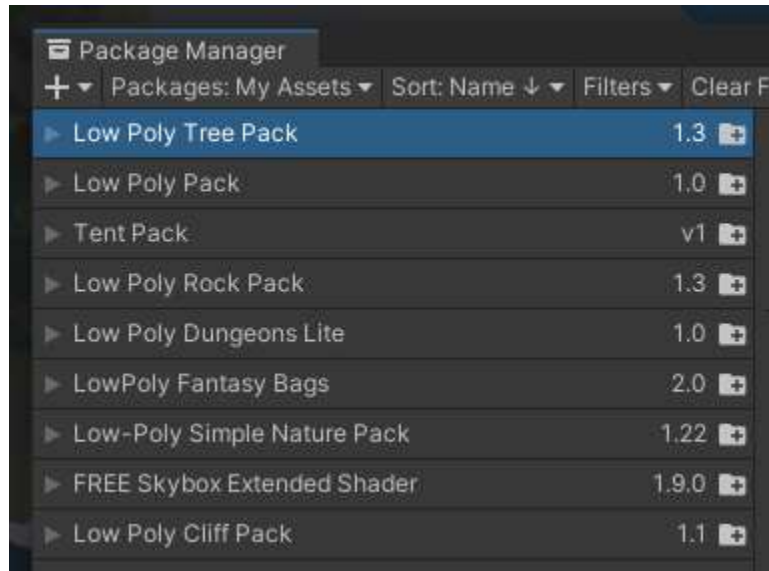 Package Manager
Packages: My Assets Sort: Name ↓ Filters Clear F
Low Poly Tree Pack 1.3
Low Poly Pack 1.0
Tent Pack v1
Low Poly Rock Pack 1.3
Low Poly Dungeons Lite 1.0
LowPoly Fantasy Bags 2.0
Low-Poly Simple Nature Pack 1.22
FREE Skybox Extended Shader 1.9.0
Low Poly Cliff Pack 1.1